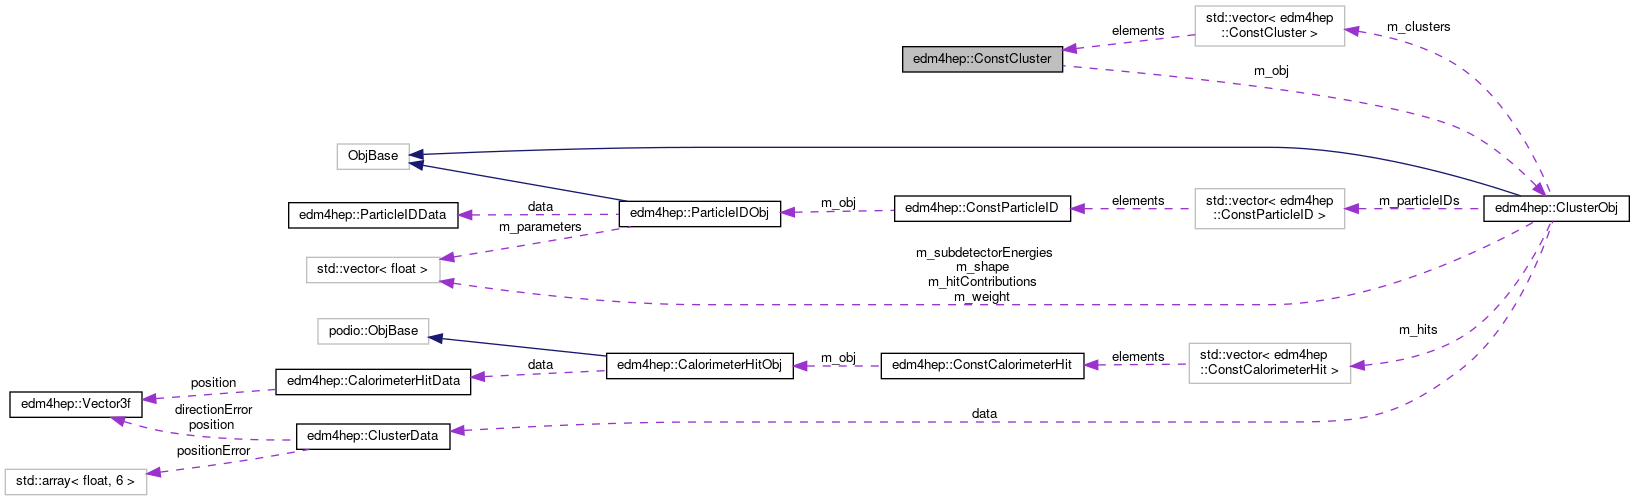 std::vector< edm4hep
::ConstCluster >
m_clusters
elements
edm4hep::ConstCluster
m_obj
ObjBase
edm4hep::ParticleIDData
data
m_parameters
edm4hep::ParticleIDObj
m_obj
edm4hep::ConstParticleID
elements
std::vector< edm4hep
::ConstParticleID >
m_particleIDs
edm4hep::ClusterObj
std::vector< float >
m_subdetectorEnergies
m_shape
m_hitContributions
m_weight
podio::ObjBase
m_hits
edm4hep::CalorimeterHitObj
m_obj
edm4hep::ConstCalorimeterHit
elements
std::vector< edm4hep
::ConstCalorimeterHit >
data
edm4hep::CalorimeterHitData
position
edm4hep::Vector3f
directionError
position
data
edm4hep::ClusterData
positionError
std::array< float, 6 >